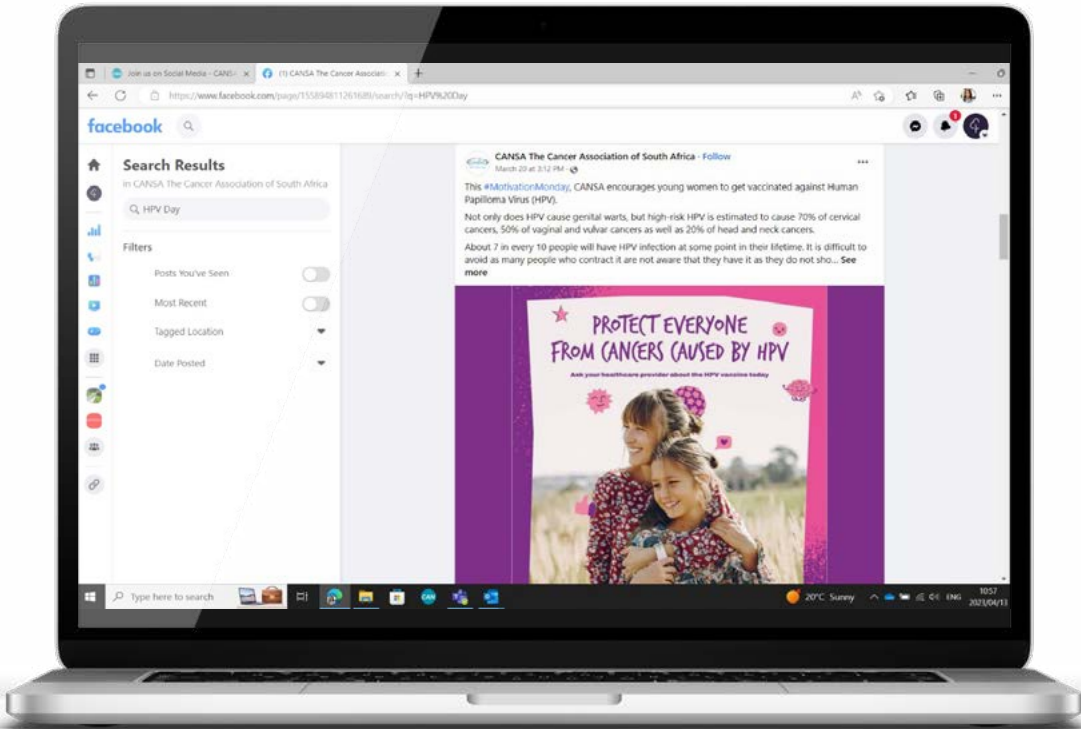 Join us on Social Media - CANSA
(1) CANSA The Cancer Associatio
https://www.facebook.com/page/155894811261689/search/?q=HPV%20Day
facebook
1
Search Results
in CANSA The Cancer Association of South Africa
HPV Day
Filters
Posts You've Seen
Most Recent
Tagged Location
Date Posted
CANSA The Cancer Association of South Africa · Follow
March 20 at 3:12 PM ·
This #MotivationMonday, CANSA encourages young women to get vaccinated against Human
Papilloma Virus (HPV).
Not only does HPV cause genital warts, but high-risk HPV is estimated to cause 70% of cervical
cancers, 50% of vaginal and vulvar cancers as well as 20% of head and neck cancers.
About 7 in every 10 people will have HPV infection at some point in their lifetime. It is difficult to
avoid as many people who contract it are not aware that they have it as they do not sho... See
more
PROTECT EVERYONE
FROM CANCERS CAUSED BY HPV
Ask your healthcare provider about the HPV vaccine today
Type here to search
CAN
20°C Sunny
ENG
10:57
2023/04/13